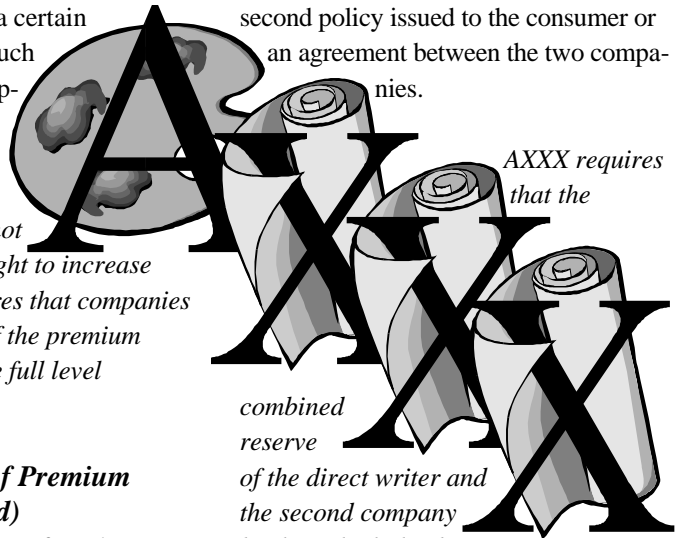 a certain
uch
p-
ot
ght to increase
res that companies
f the premium
e full level
f Premium
d)
second policy issued to the consumer or
an agreement between the two compa-
nies.
AXXX
AXXX requires
that the
combined
reserve
of the direct writer and
the second company